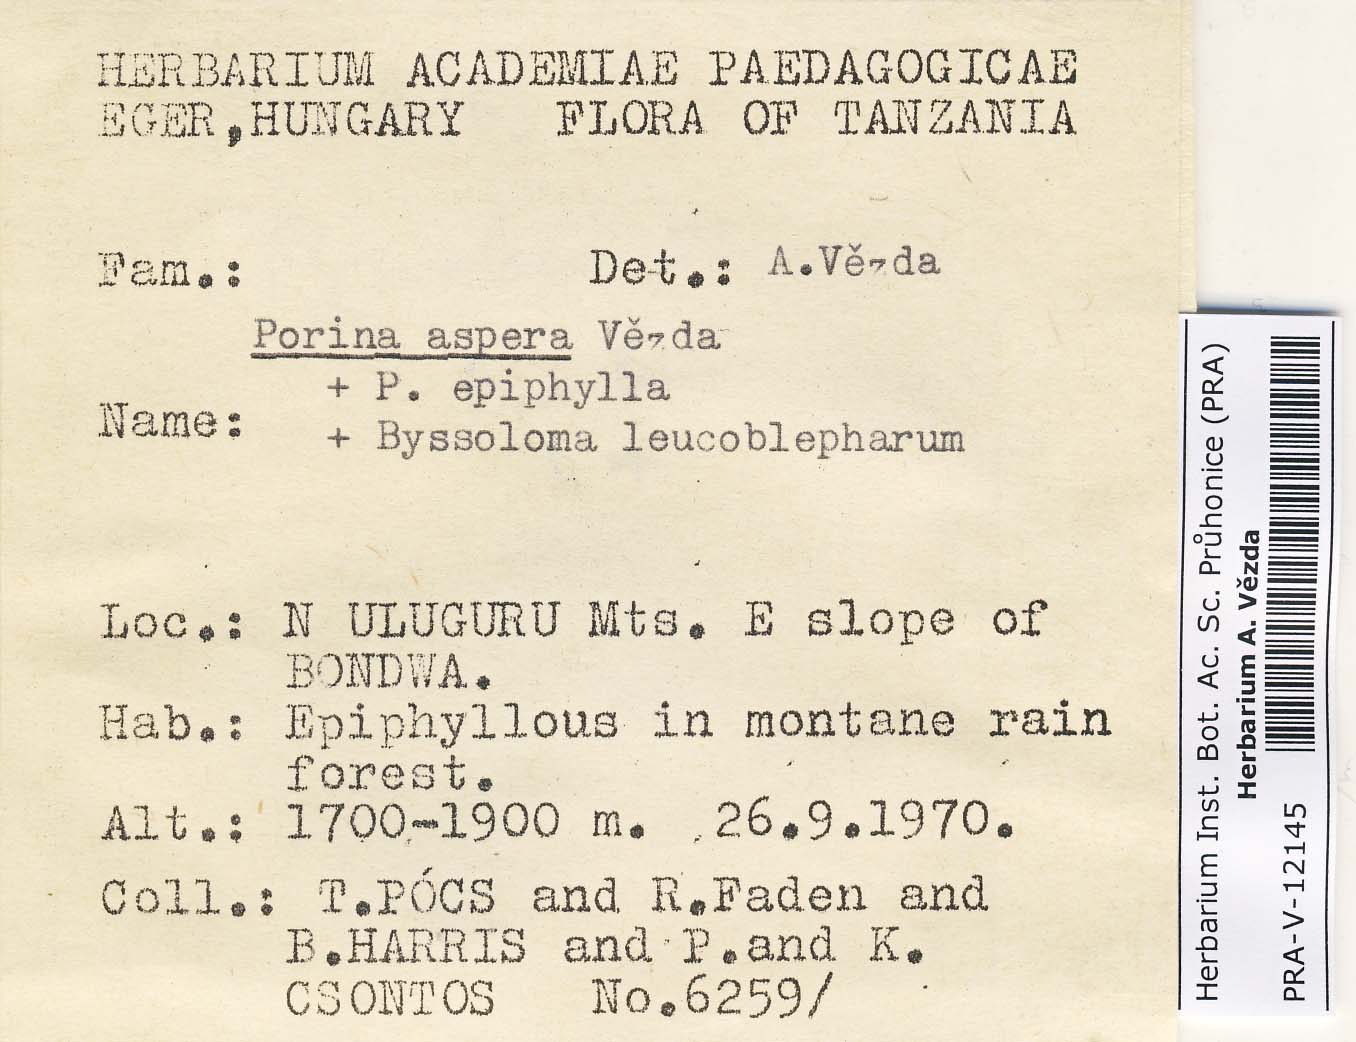 HERBARIUM ACADEMIAE PAEDAGOGICAE
EGER,HUNGARY FLORA OF TANZANIA
Fam.: Det.: A.Vězda
Porina aspera Vězda
+ P. epiphylla
Name: + Byssoloma leucoblepharum
Loc.: N ULUGURU Mts. E slope of
BONDWA.
Hab.: Epiphyllous in montane rain
forest.
Alt.: 1700-1900 m. 26.9.1970.
Coll.: T.PÓCS and R.Faden and
B.HARRIS and P.and K.
CSONTOS No.6259/
Herbarium Inst. Bot. Ac. Sc. Průhonice (PRA)
Herbarium A. Vězda
PRA-V-12145